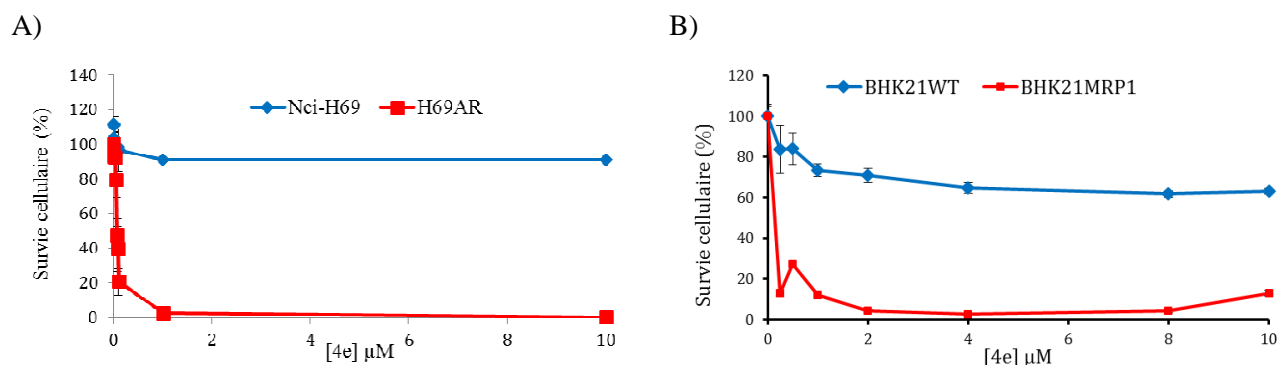 A)
B)
140
120
100
80
60
40
20
0
Survie cellulaire (%)
Nci-H69
H69AR
0 2 4 6 8 10
[4e] µM
120
100
80
60
40
20
0
Survie cellulaire (%)
BHK21WT
BHK21MRP1
0 2 4 6 8 10
[4e] µM